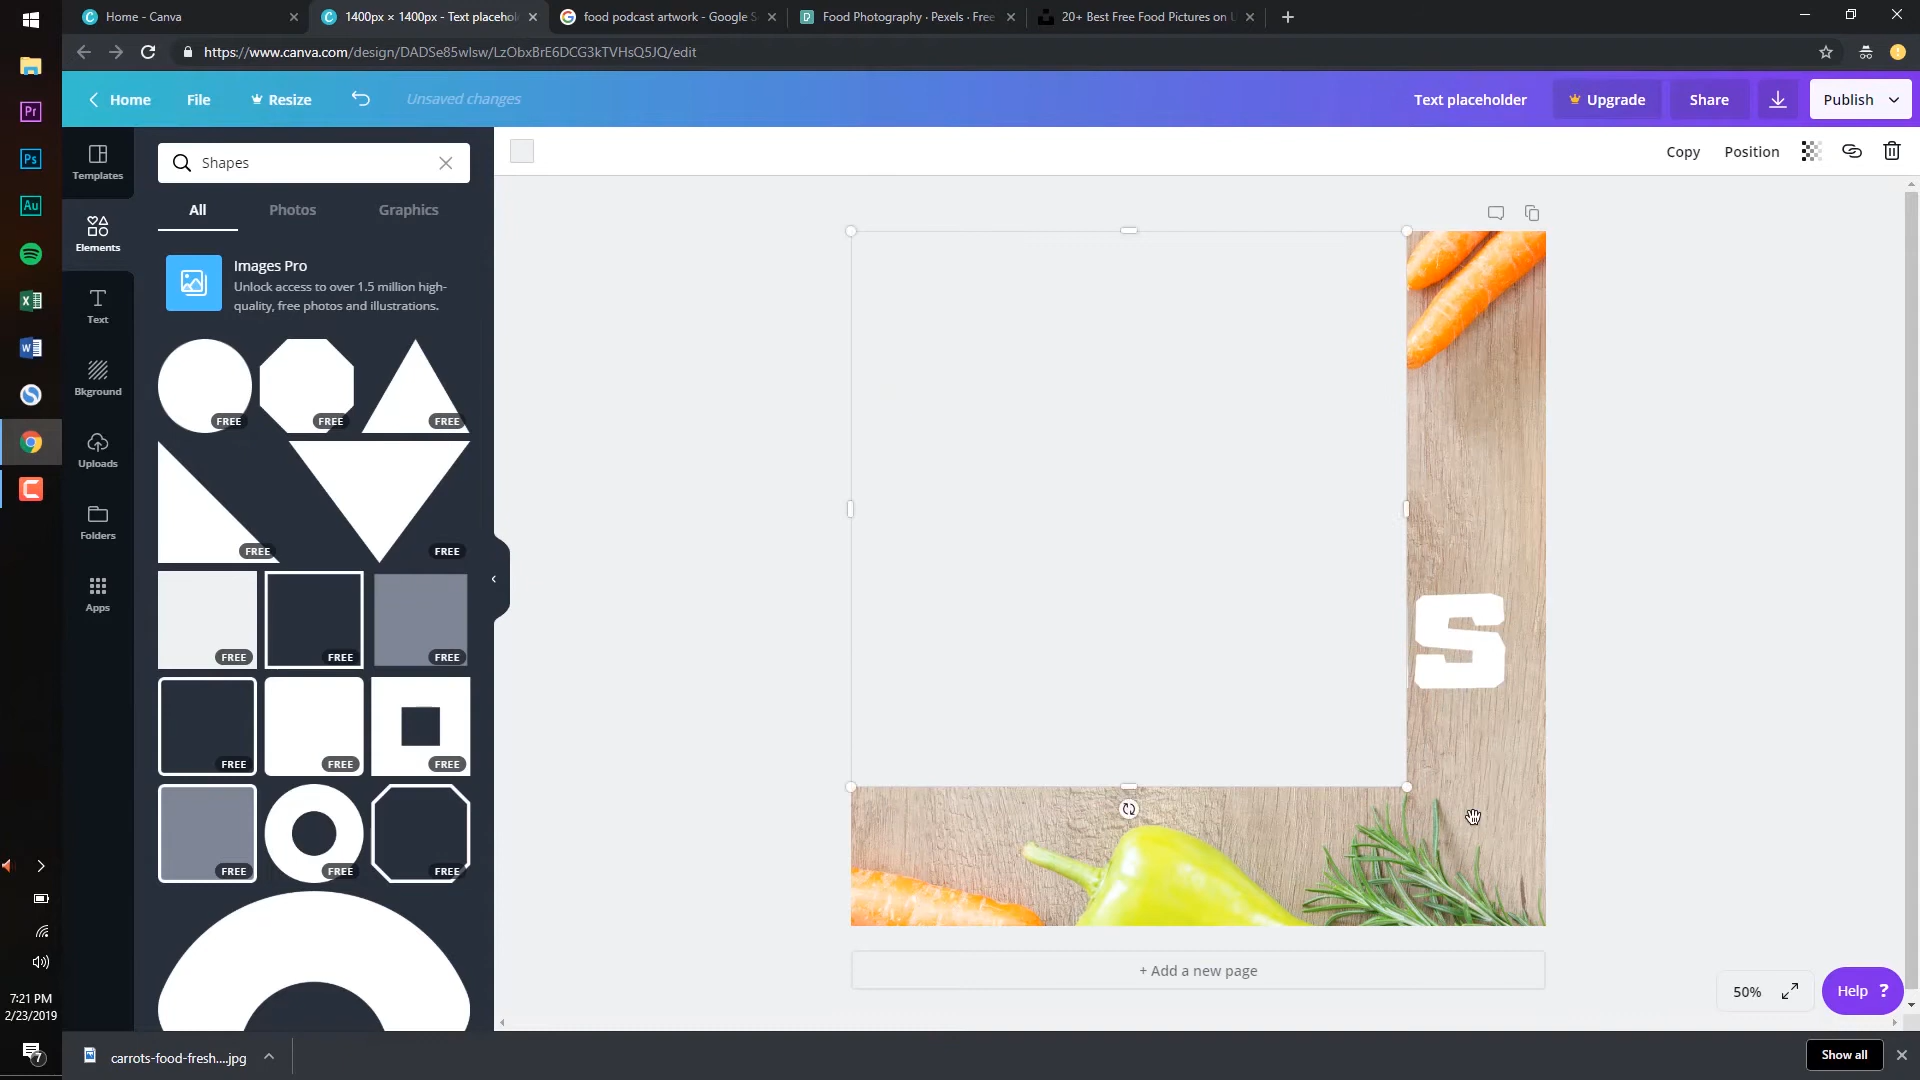 Home - Canva
1400px × 1400px - Text placehol
food podcast artwork - Google S
Food Photography · Pexels · Free
20+ Best Free Food Pictures on U
https://www.canva.com/design/DADSe85wlsw/LzObxBrE6DCG3kTVHsQ5JQ/edit
Home
File
Resize
Unsaved changes
Text placeholder
Upgrade
Share
Publish
Templates
Shapes
Copy
Position
All
Photos
Graphics
Elements
Images Pro
Unlock access to over 1.5 million high-
quality, free photos and illustrations.
Text
Bkground
Uploads
Folders
Apps
FREE
FREE
FREE
FREE
FREE
FREE
FREE
FREE
FREE
FREE
FREE
FREE
FREE
FREE
S
+ Add a new page
50%
Help ?
Pr
Ps
Au
7:21 PM
2/23/2019
7
carrots-food-fresh....jpg
Show all